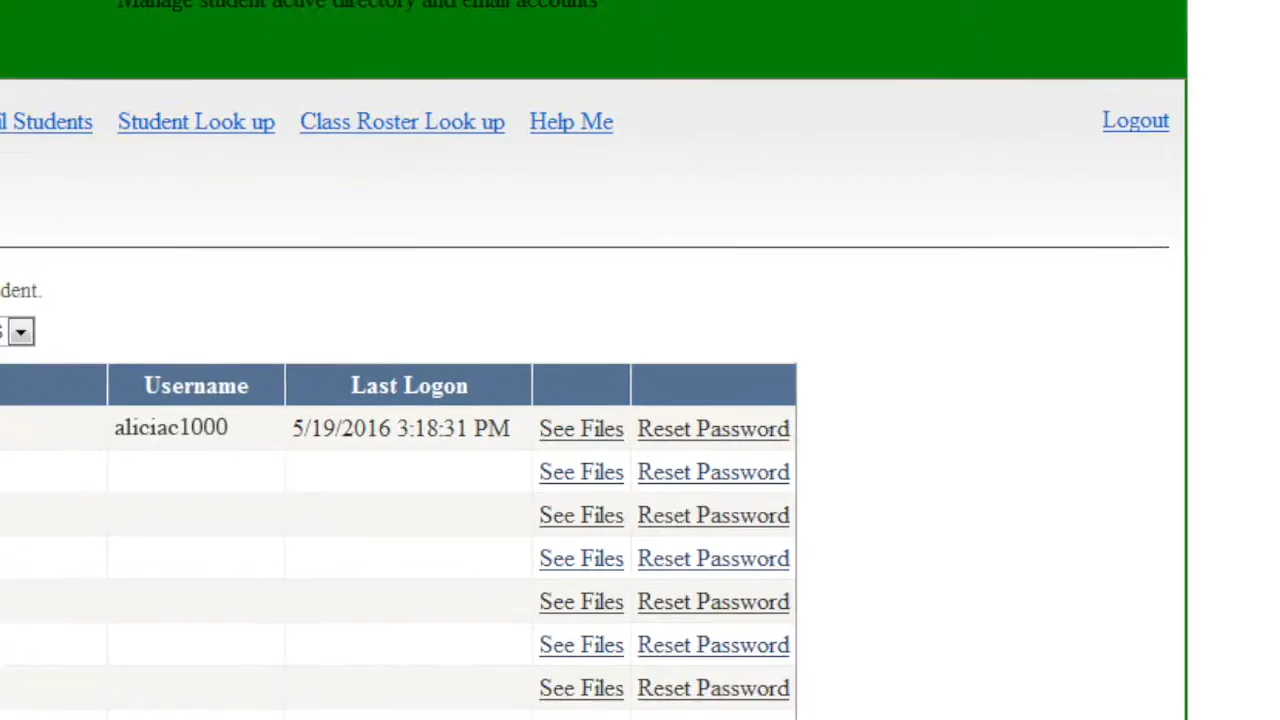 Manage student active directory and email accounts
il Students Student Look up Class Roster Look up Help Me Logout
dent.
Username Last Logon
aliciac1000 5/19/2016 3:18:31 PM See Files Reset Password
See Files Reset Password
See Files Reset Password
See Files Reset Password
See Files Reset Password
See Files Reset Password
See Files Reset Password